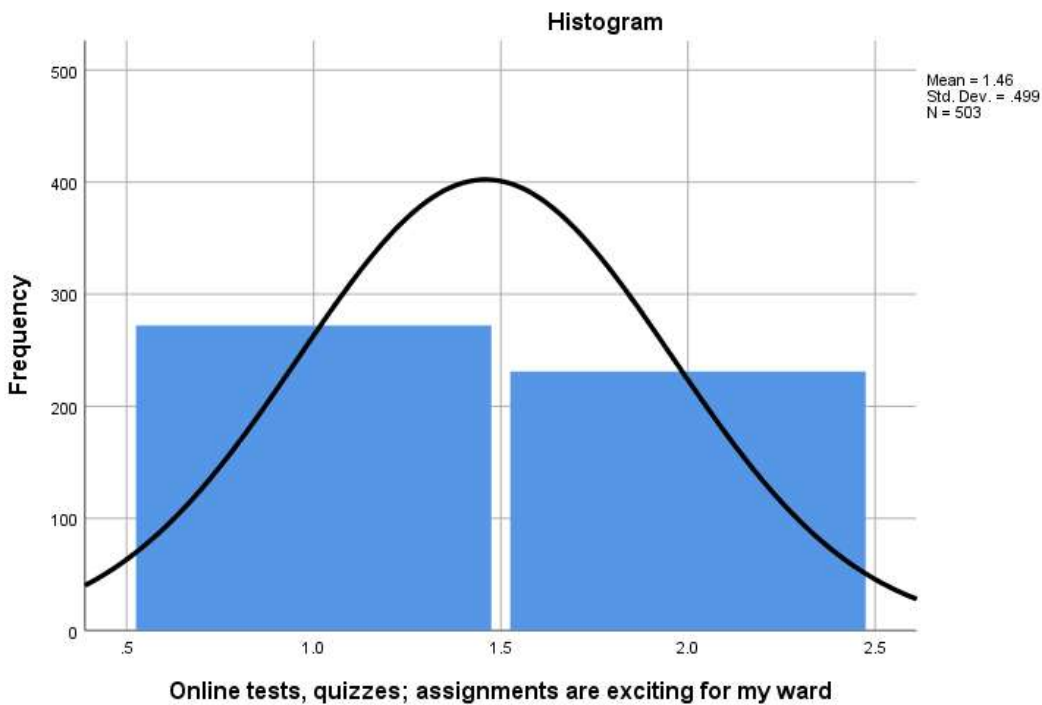 Histogram
Mean = 1.46
Std. Dev. = .499
N = 503
Frequency
500
400
300
200
100
0
.5 1.0 1.5 2.0 2.5
Online tests, quizzes; assignments are exciting for my ward